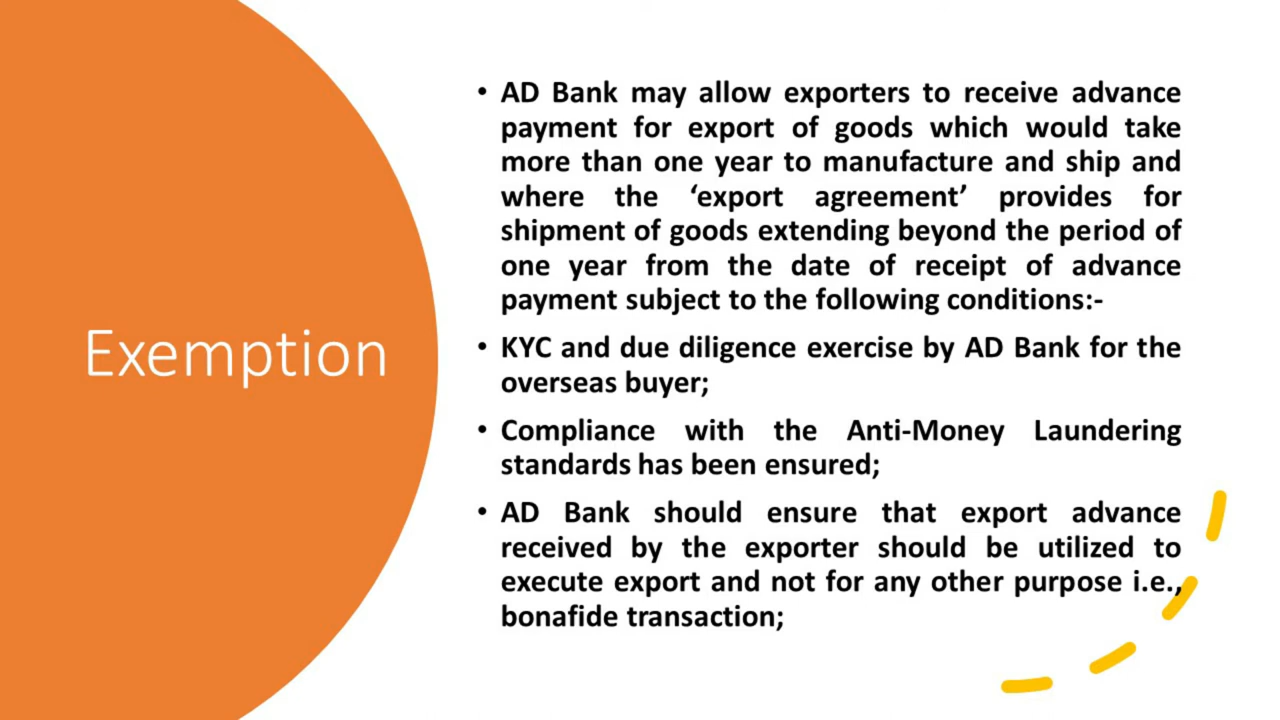 Exemption
• AD Bank may allow exporters to receive advance
payment for export of goods which would take
more than one year to manufacture and ship and
where the ‘export agreement’ provides for
shipment of goods extending beyond the period of
one year from the date of receipt of advance
payment subject to the following conditions:-
• KYC and due diligence exercise by AD Bank for the
overseas buyer;
• Compliance with the Anti-Money Laundering
standards has been ensured;
• AD Bank should ensure that export advance
received by the exporter should be utilized to
execute export and not for any other purpose i.e.,
bonafide transaction;